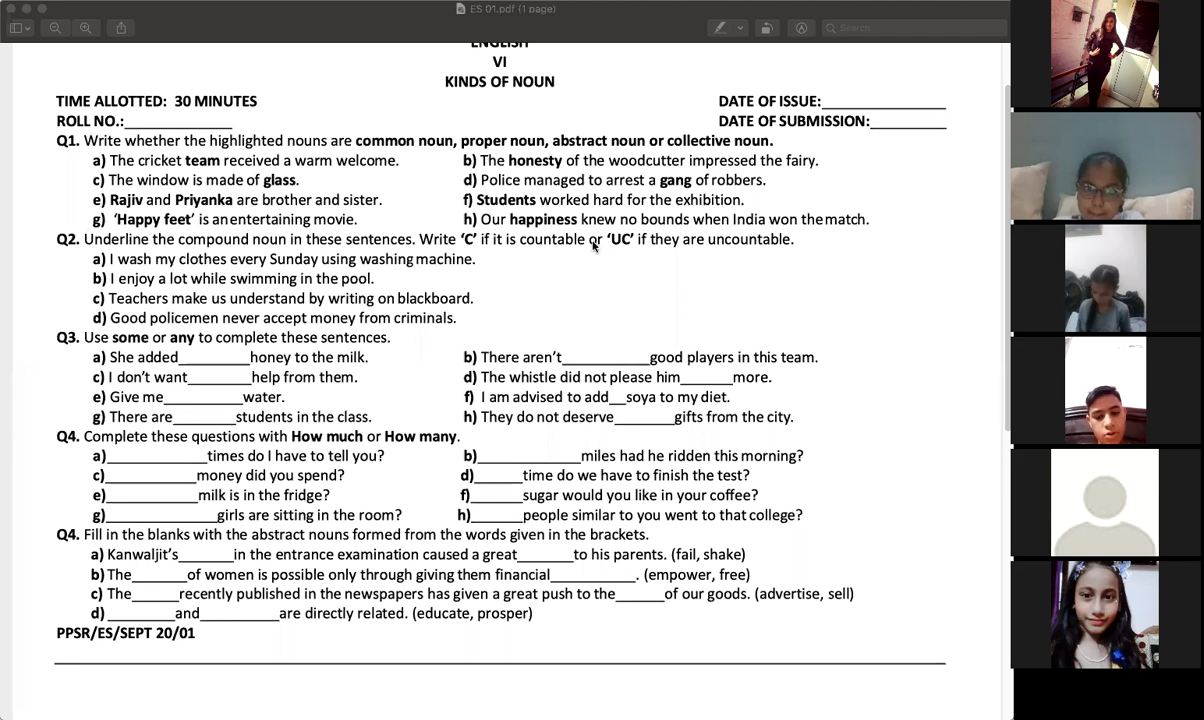 ES 01.pdf (1 page)
Search
ENGLISH
VI
KINDS OF NOUN
TIME ALLOTTED: 30 MINUTES DATE OF ISSUE:_______________
ROLL NO.:_____________ DATE OF SUBMISSION:_________
Q1. Write whether the highlighted nouns are common noun, proper noun, abstract noun or collective noun.
a) The cricket team received a warm welcome. b) The honesty of the woodcutter impressed the fairy.
c) The window is made of glass. d) Police managed to arrest a gang of robbers.
e) Rajiv and Priyanka are brother and sister. f) Students worked hard for the exhibition.
g) ‘Happy feet’ is an entertaining movie. h) Our happiness knew no bounds when India won the match.
Q2. Underline the compound noun in these sentences. Write ‘C’ if it is countable or ‘UC’ if they are uncountable.
a) I wash my clothes every Sunday using washing machine.
b) I enjoy a lot while swimming in the pool.
c) Teachers make us understand by writing on blackboard.
d) Good policemen never accept money from criminals.
Q3. Use some or any to complete these sentences.
a) She added_________honey to the milk. b) There aren’t___________good players in this team.
c) I don’t want________help from them. d) The whistle did not please him______more.
e) Give me__________water. f) I am advised to add__soya to my diet.
g) There are________students in the class. h) They do not deserve________gifts from the city.
Q4. Complete these questions with How much or How many.
a)_____________times do I have to tell you? b)_____________miles had he ridden this morning?
c)___________money did you spend? d)______time do we have to finish the test?
e)___________milk is in the fridge? f)______sugar would you like in your coffee?
g)______________girls are sitting in the room? h)______people similar to you went to that college?
Q4. Fill in the blanks with the abstract nouns formed from the words given in the brackets.
a) Kanwaljit’s_______in the entrance examination caused a great_______to his parents. (fail, shake)
b) The_______of women is possible only through giving them financial__________. (empower, free)
c) The______recently published in the newspapers has given a great push to the______of our goods. (advertise, sell)
d)________and__________are directly related. (educate, prosper)
PPSR/ES/SEPT 20/01